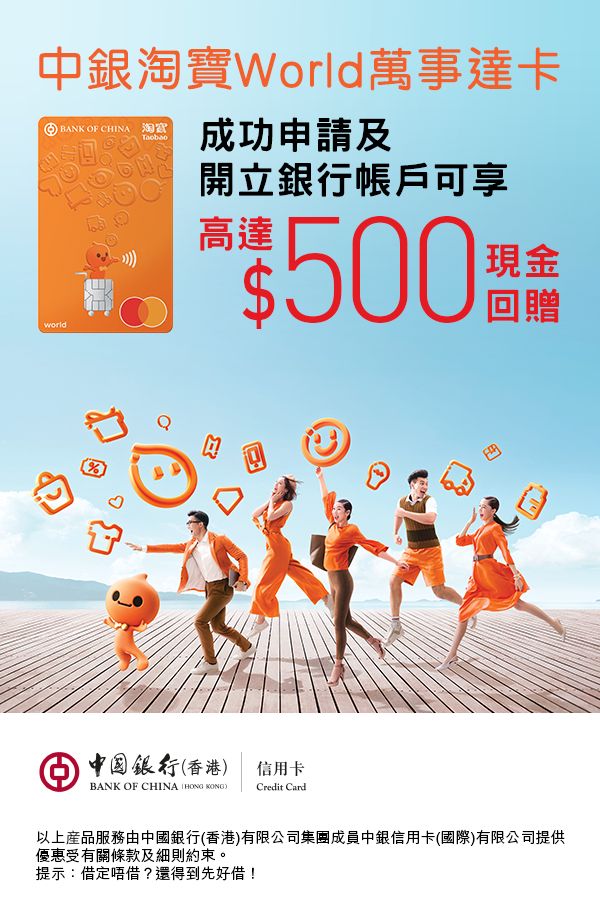 中銀淘寶World萬事達卡
BANK OF CHINA 淘宝
Taobao
world
成功申請及
開立銀行帳戶可享
高達
$500
現金
回贈
%
中國銀行(香港)
BANK OF CHINA (HONG KONG)
信用卡
Credit Card
以上產品服務由中國銀行(香港)有限公司集團成員中銀信用卡(國際)有限公司提供
優惠受有關條款及細則約束。
提示：借定唔借？還得到先好借！